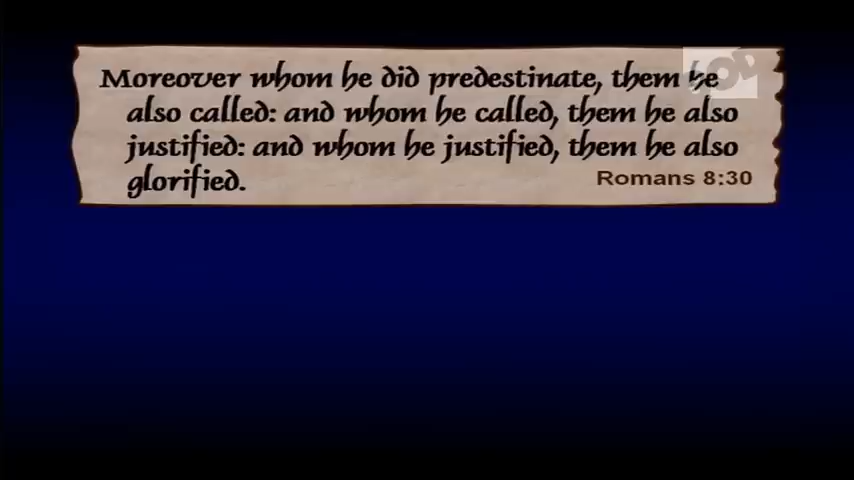 Moreover whom he did predestinate, them he
also called: and whom he called, them he also
justified: and whom he justified, them he also
glorified.
Romans 8:30